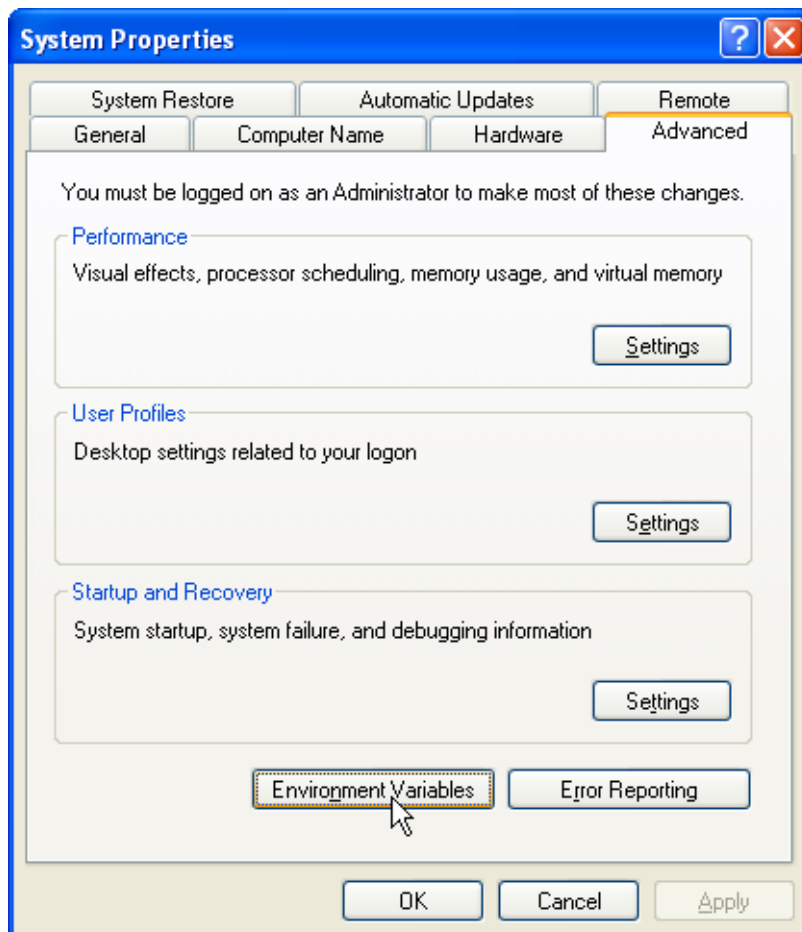 System Properties
System Restore Automatic Updates Remote
General Computer Name Hardware Advanced
You must be logged on as an Administrator to make most of these changes.
Performance
Visual effects, processor scheduling, memory usage, and virtual memory
Settings
User Profiles
Desktop settings related to your logon
Settings
Startup and Recovery
System startup, system failure, and debugging information
Settings
Environment Variables Error Reporting
OK Cancel Apply